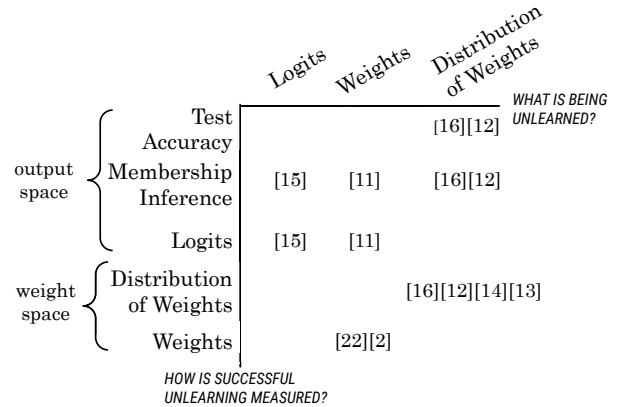 Logits Weights Distribution
of Weights
WHAT IS BEING
UNLEARNED?
Test
Accuracy
[16][12]
output
space
Membership
Inference
[15] [11] [16][12]
Logits [15] [11]
weight
space
Distribution
of Weights
[16][12][14][13]
Weights [22][2]
HOW IS SUCCESSFUL
UNLEARNING MEASURED?